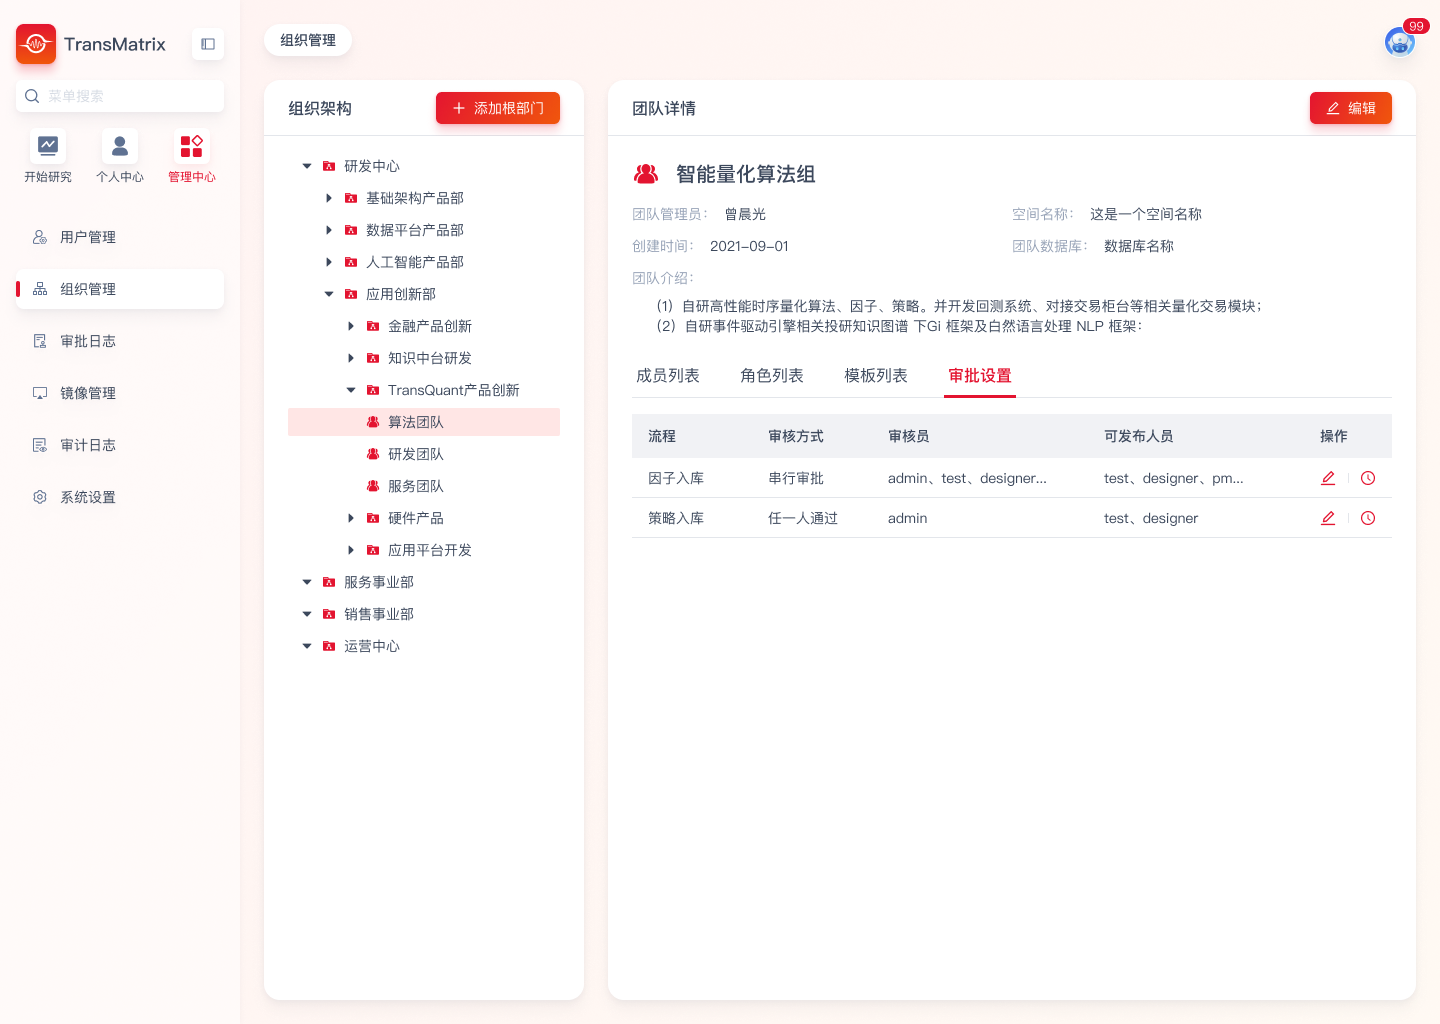 TransMatrix
菜单搜索
开始研究 个人中心 管理中心
用户管理
组织管理
审批日志
镜像管理
审计日志
系统设置
组织管理
99
组织架构
添加根部门
研发中心
基础架构产品部
数据平台产品部
人工智能产品部
应用创新部
金融产品创新
知识中台研发
TransQuant产品创新
算法团队
研发团队
服务团队
硬件产品
应用平台开发
服务事业部
销售事业部
运营中心
团队详情
编辑
智能量化算法组
团队管理员： 曾晨光 空间名称： 这是一个空间名称
创建时间： 2021-09-01 团队数据库： 数据库名称
团队介绍：
（1）自研高性能时序量化算法、因子、策略。并开发回测系统、对接交易柜台等相关量化交易模块；
（2）自研事件驱动引擎相关投研知识图谱 下Gi 框架及白然语言处理 NLP 框架：
成员列表 角色列表 模板列表 审批设置
流程 审核方式 审核员 可发布人员 操作
因子入库 串行审批 admin、test、designer... test、designer、pm...
策略入库 任一人通过 admin test、designer